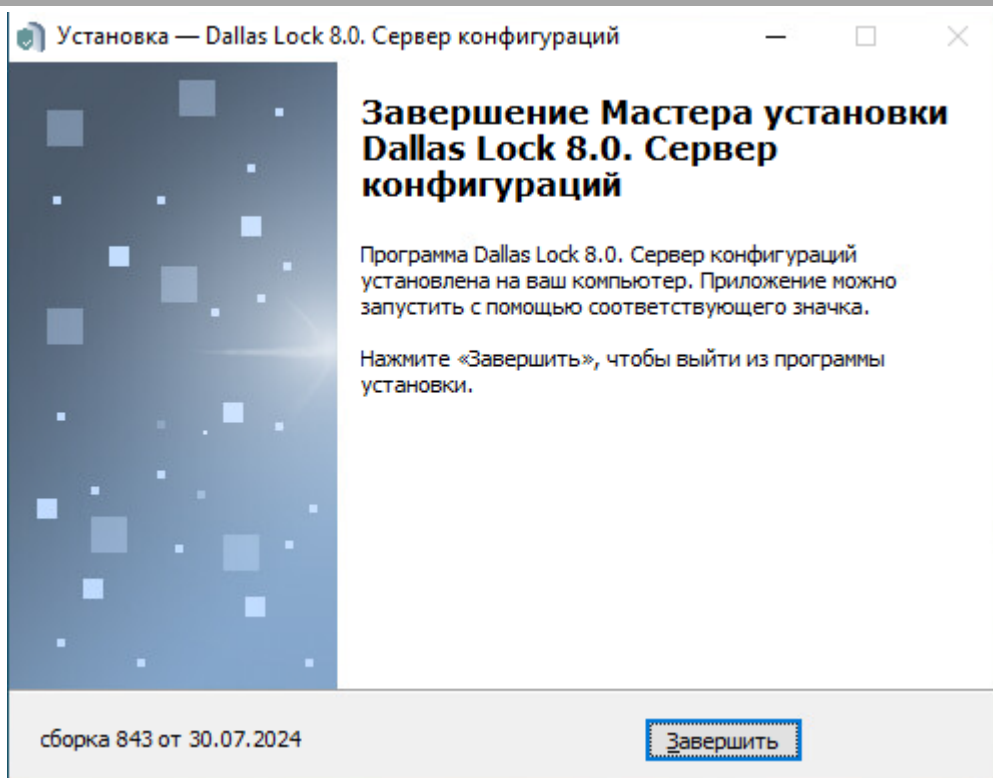 Установка — Dallas Lock 8.0. Сервер конфигураций
Завершение Мастера установки
Dallas Lock 8.0. Сервер
конфигураций
Программа Dallas Lock 8.0. Сервер конфигураций
установлена на ваш компьютер. Приложение можно
запустить с помощью соответствующего значка.
Нажмите «Завершить», чтобы выйти из программы
установки.
сборка 843 от 30.07.2024
Завершить